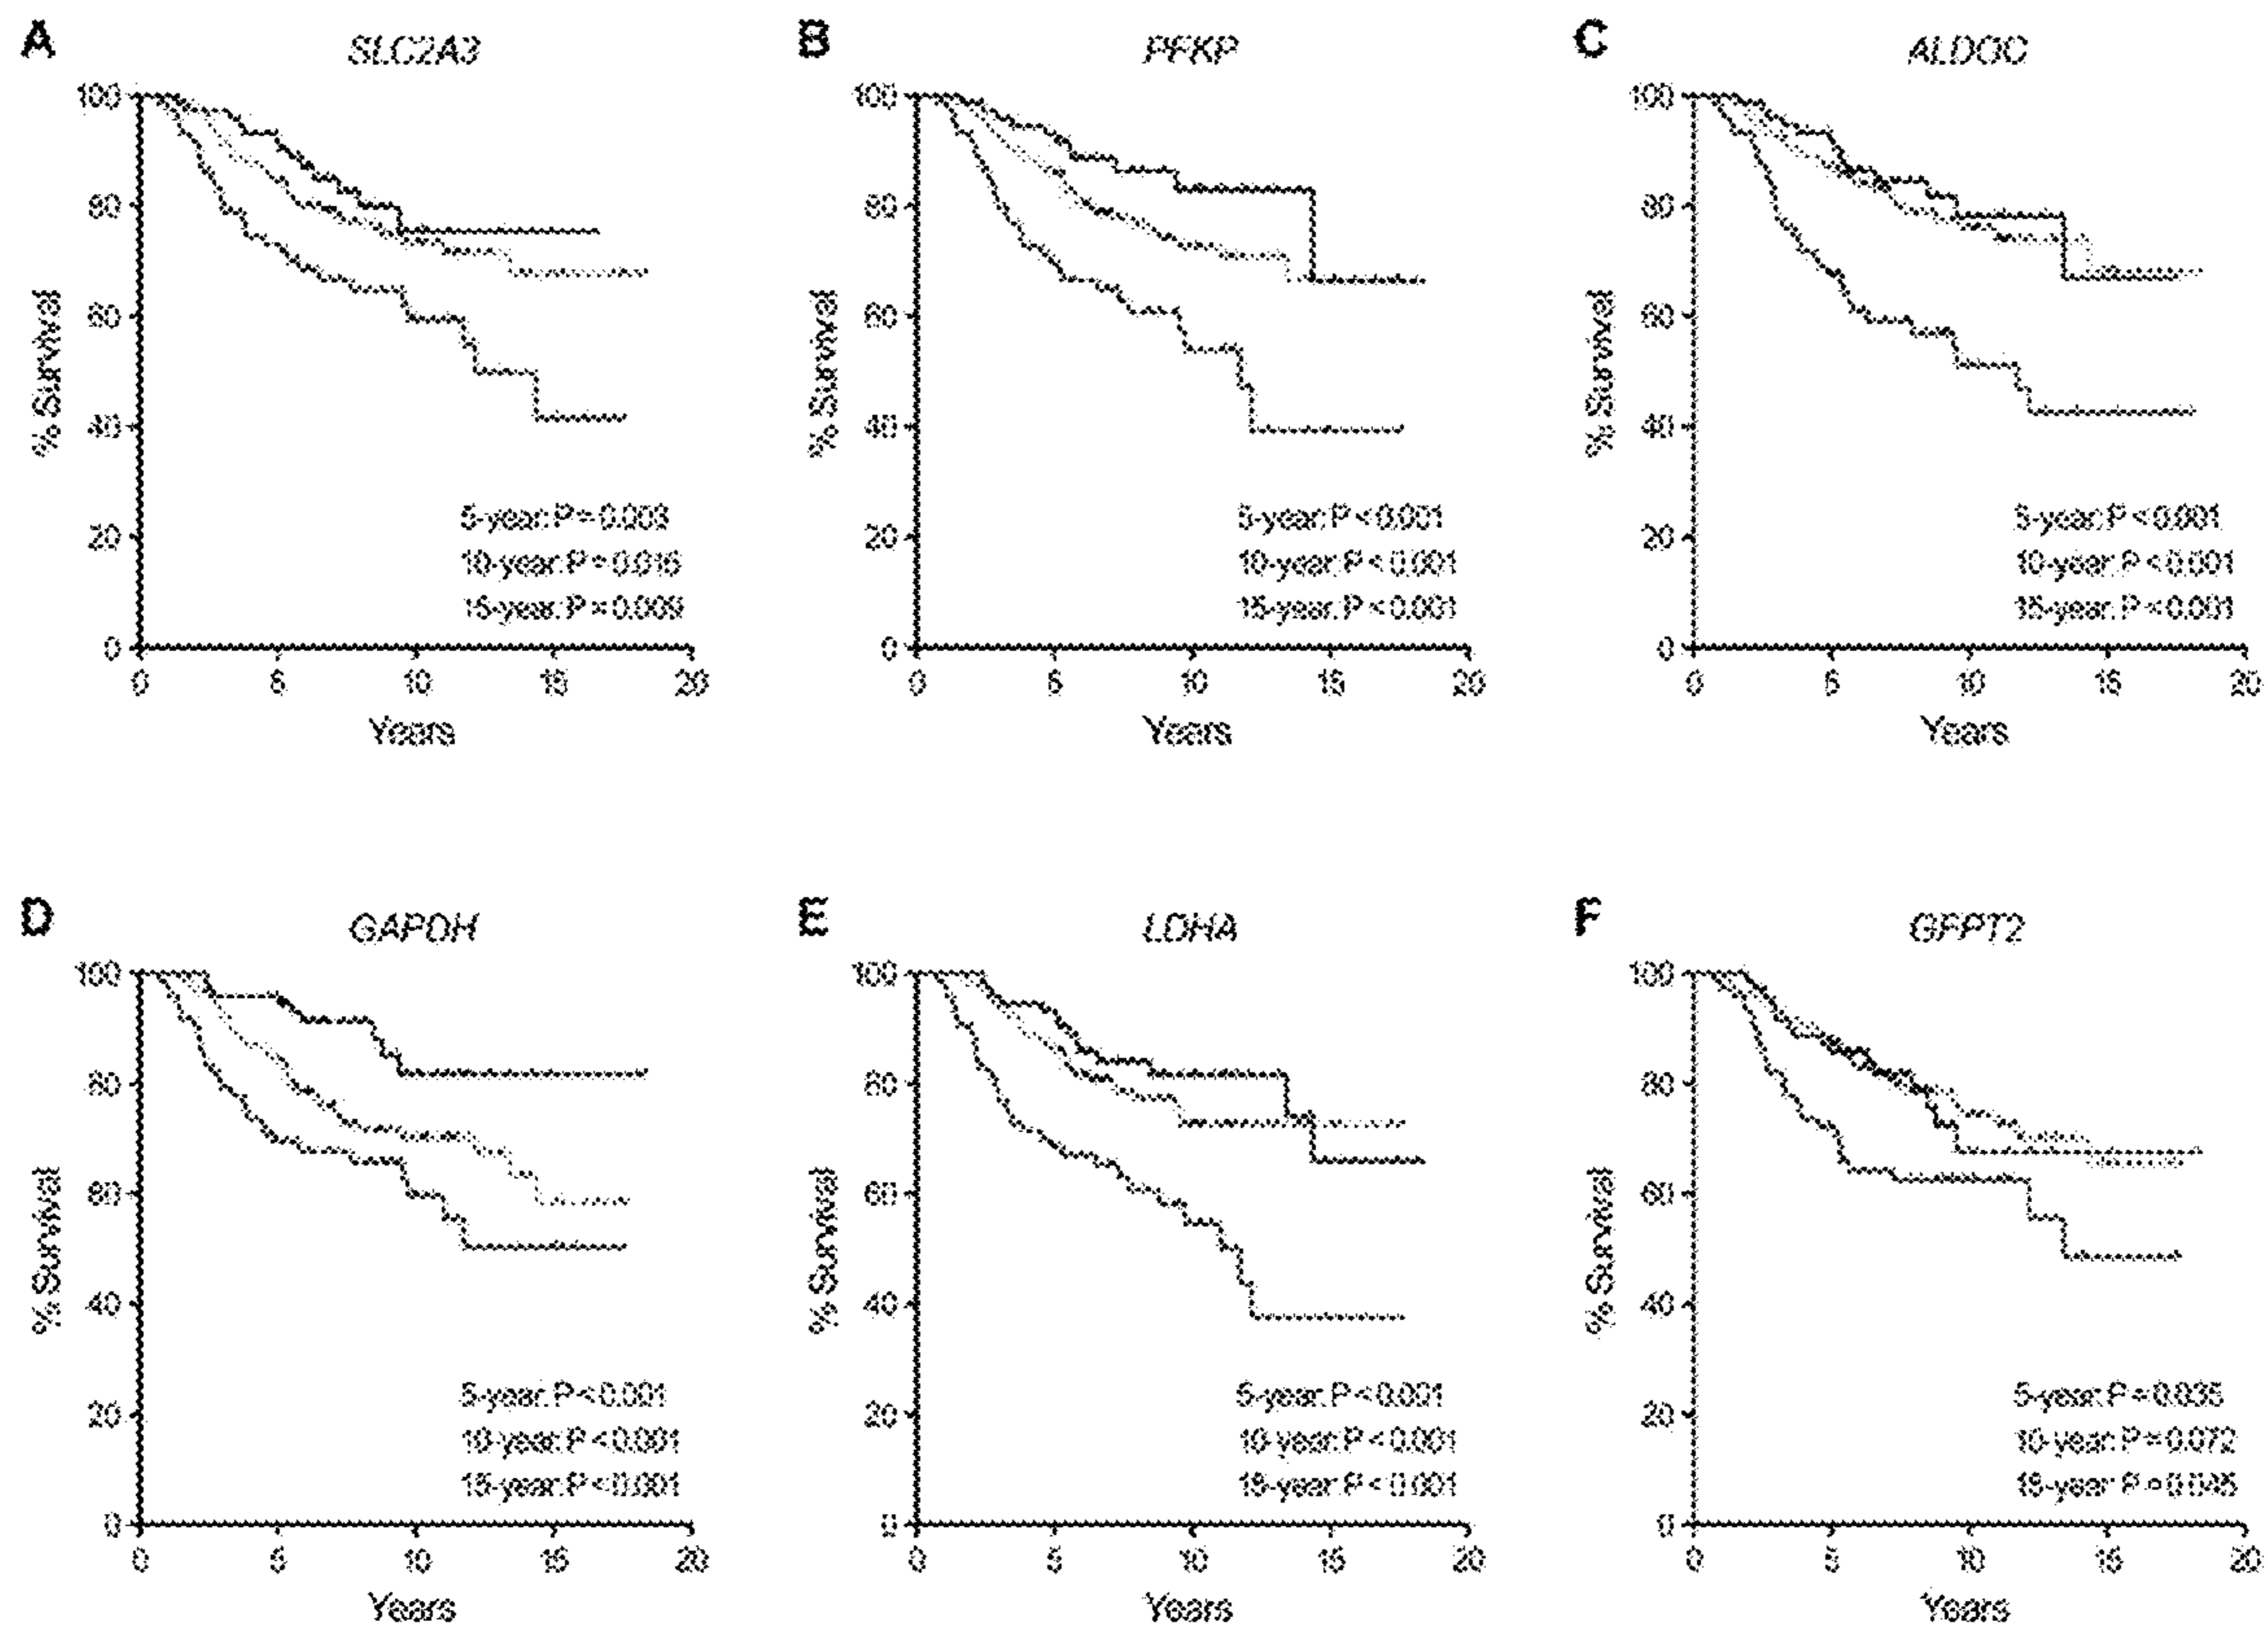 A
SLC2A3
100
80
60
40
20
0
% Survival
5-year: P = 0.003
10-year: P = 0.016
15-year: P = 0.009
0 5 10 15 20
Years
B
PFKP
100
80
60
40
20
0
% Survival
5-year: P < 0.001
10-year: P < 0.001
15-year: P < 0.001
0 5 10 15 20
Years
C
ALDOC
100
80
60
40
20
0
% Survival
5-year: P < 0.001
10-year: P < 0.001
15-year: P < 0.001
0 5 10 15 20
Years
D
GAPDH
100
80
60
40
20
0
% Survival
5-year: P < 0.001
10-year: P < 0.001
15-year: P < 0.001
0 5 10 15 20
Years
E
LDHA
100
80
60
40
20
0
% Survival
5-year: P < 0.001
10-year: P < 0.001
15-year: P < 0.001
0 5 10 15 20
Years
F
GFPT2
100
80
60
40
20
0
% Survival
5-year: P = 0.035
10-year: P = 0.072
15-year: P = 0.045
0 5 10 15 20
Years